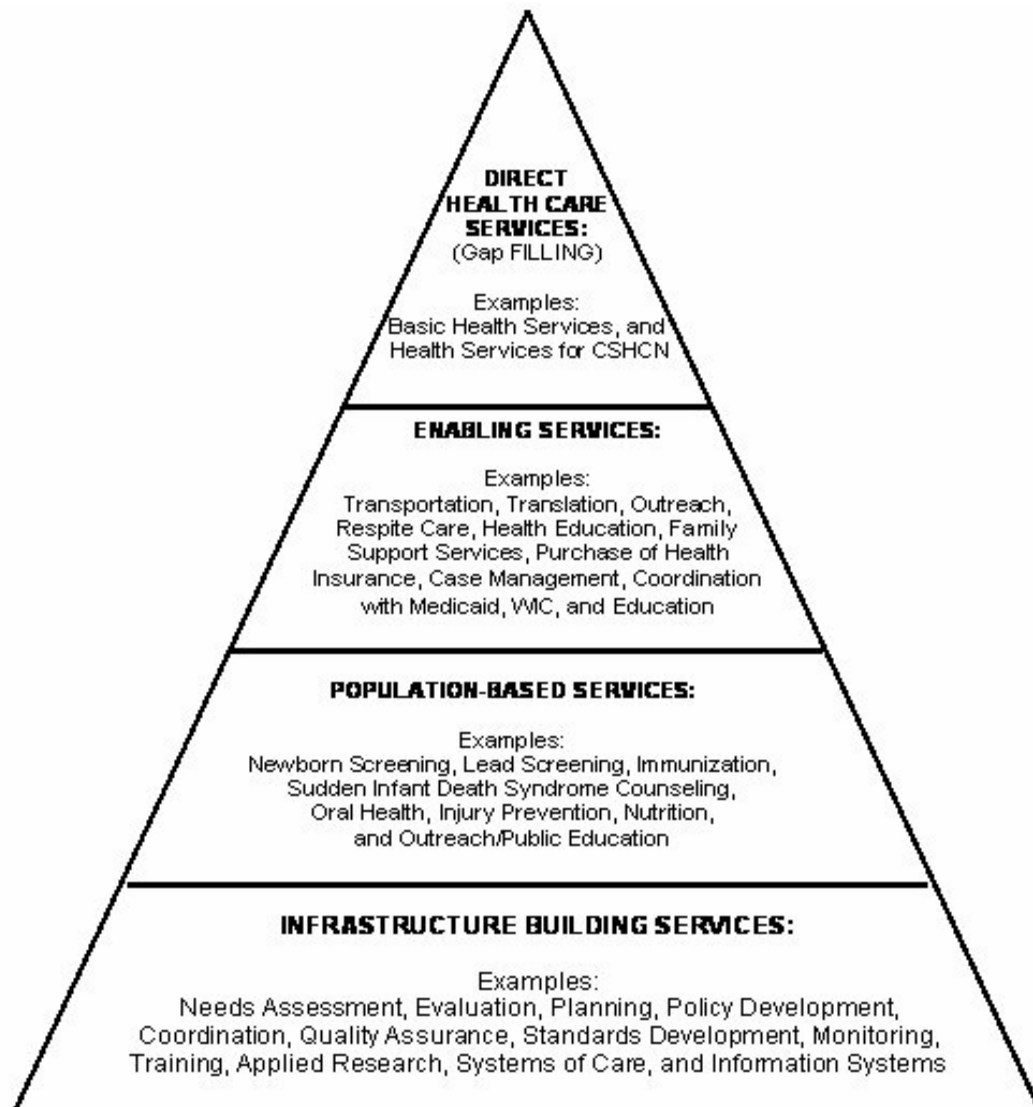 DIRECT
HEALTH CARE
SERVICES:
(Gap FILLING)
Examples:
Basic Health Services, and
Health Services for CSHCN
ENABLING SERVICES:
Examples:
Transportation, Translation, Outreach,
Respite Care, Health Education, Family
Support Services, Purchase of Health
Insurance, Case Management, Coordination
with Medicaid, WIC, and Education
POPULATION-BASED SERVICES:
Examples:
Newborn Screening, Lead Screening, Immunization,
Sudden Infant Death Syndrome Counseling,
Oral Health, Injury Prevention, Nutrition,
and Outreach/Public Education
INFRASTRUCTURE BUILDING SERVICES:
Examples:
Needs Assessment, Evaluation, Planning, Policy Development,
Coordination, Quality Assurance, Standards Development, Monitoring,
Training, Applied Research, Systems of Care, and Information Systems